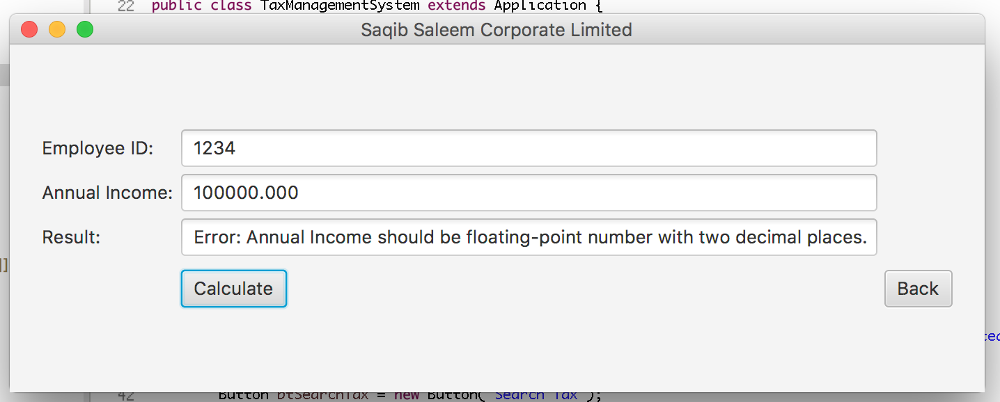 22 public class TaxManagementSystem extends Application {
Saqib Saleem Corporate Limited
Employee ID: 1234
Annual Income: 100000.000
Result: Error: Annual Income should be floating-point number with two decimal places.
Calculate Back
42 Button btSearchTax = new Button("Search Tax");